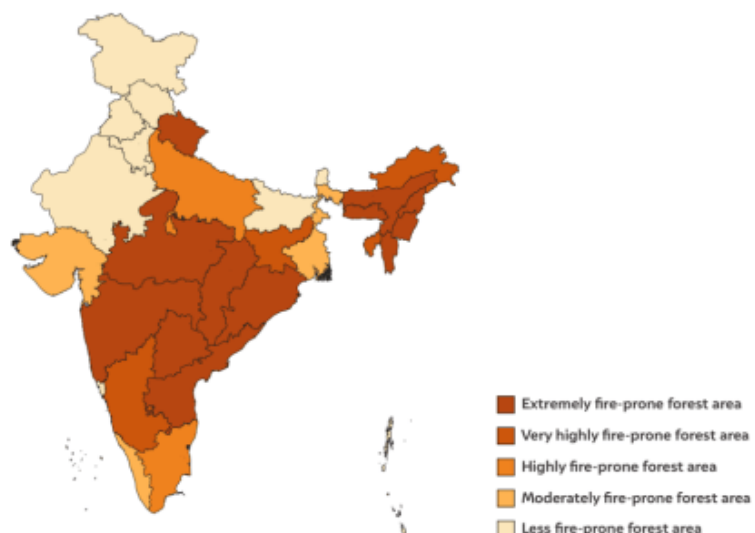 Extremely fire-prone forest area
Very highly fire-prone forest area
Highly fire-prone forest area
Moderately fire-prone forest area
Less fire-prone forest area